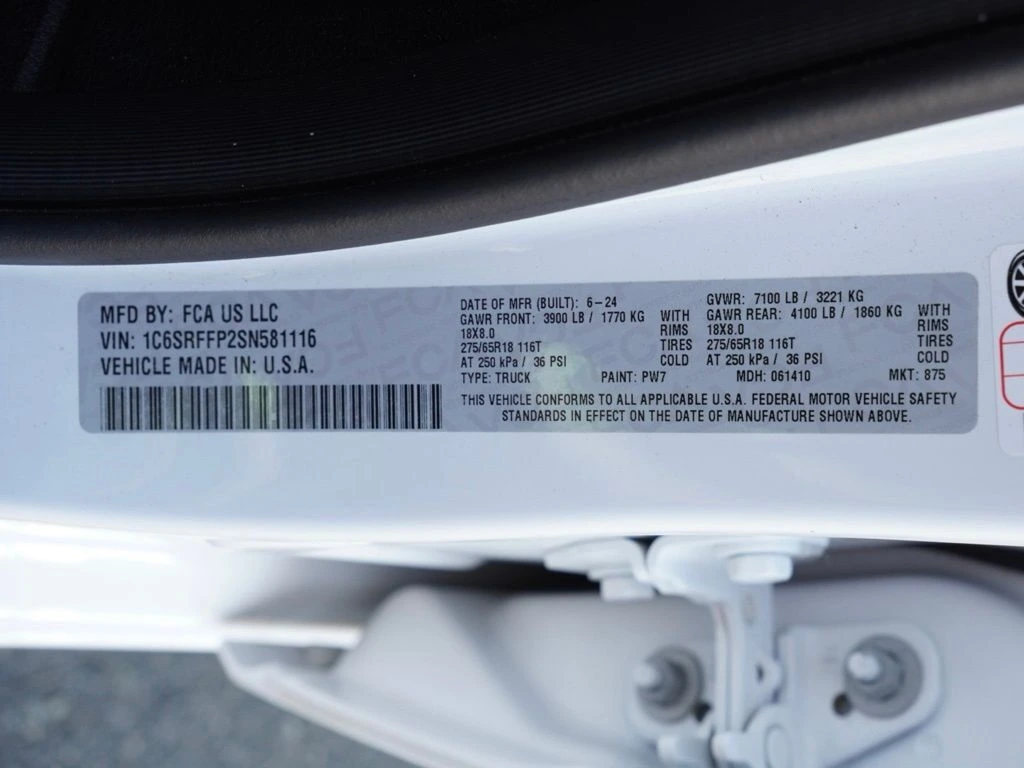 MFD BY: FCA US LLC
VIN: 1C6SRFFP2SN581116
VEHICLE MADE IN: U.S.A.
DATE OF MFR (BUILT): 6-24
GVWR: 7100 LB / 3221 KG
GAWR FRONT: 3900 LB / 1770 KG WITH
GAWR REAR: 4100 LB / 1860 KG WITH
18X8.0 RIMS
18X8.0 RIMS
275/65R18 116T TIRES
275/65R18 116T TIRES
AT 250 kPa / 36 PSI COLD
AT 250 kPa / 36 PSI COLD
TYPE: TRUCK PAINT: PW7 MDH: 061410 MKT: 875
THIS VEHICLE CONFORMS TO ALL APPLICABLE U.S.A. FEDERAL MOTOR VEHICLE SAFETY
STANDARDS IN EFFECT ON THE DATE OF MANUFACTURE SHOWN ABOVE.